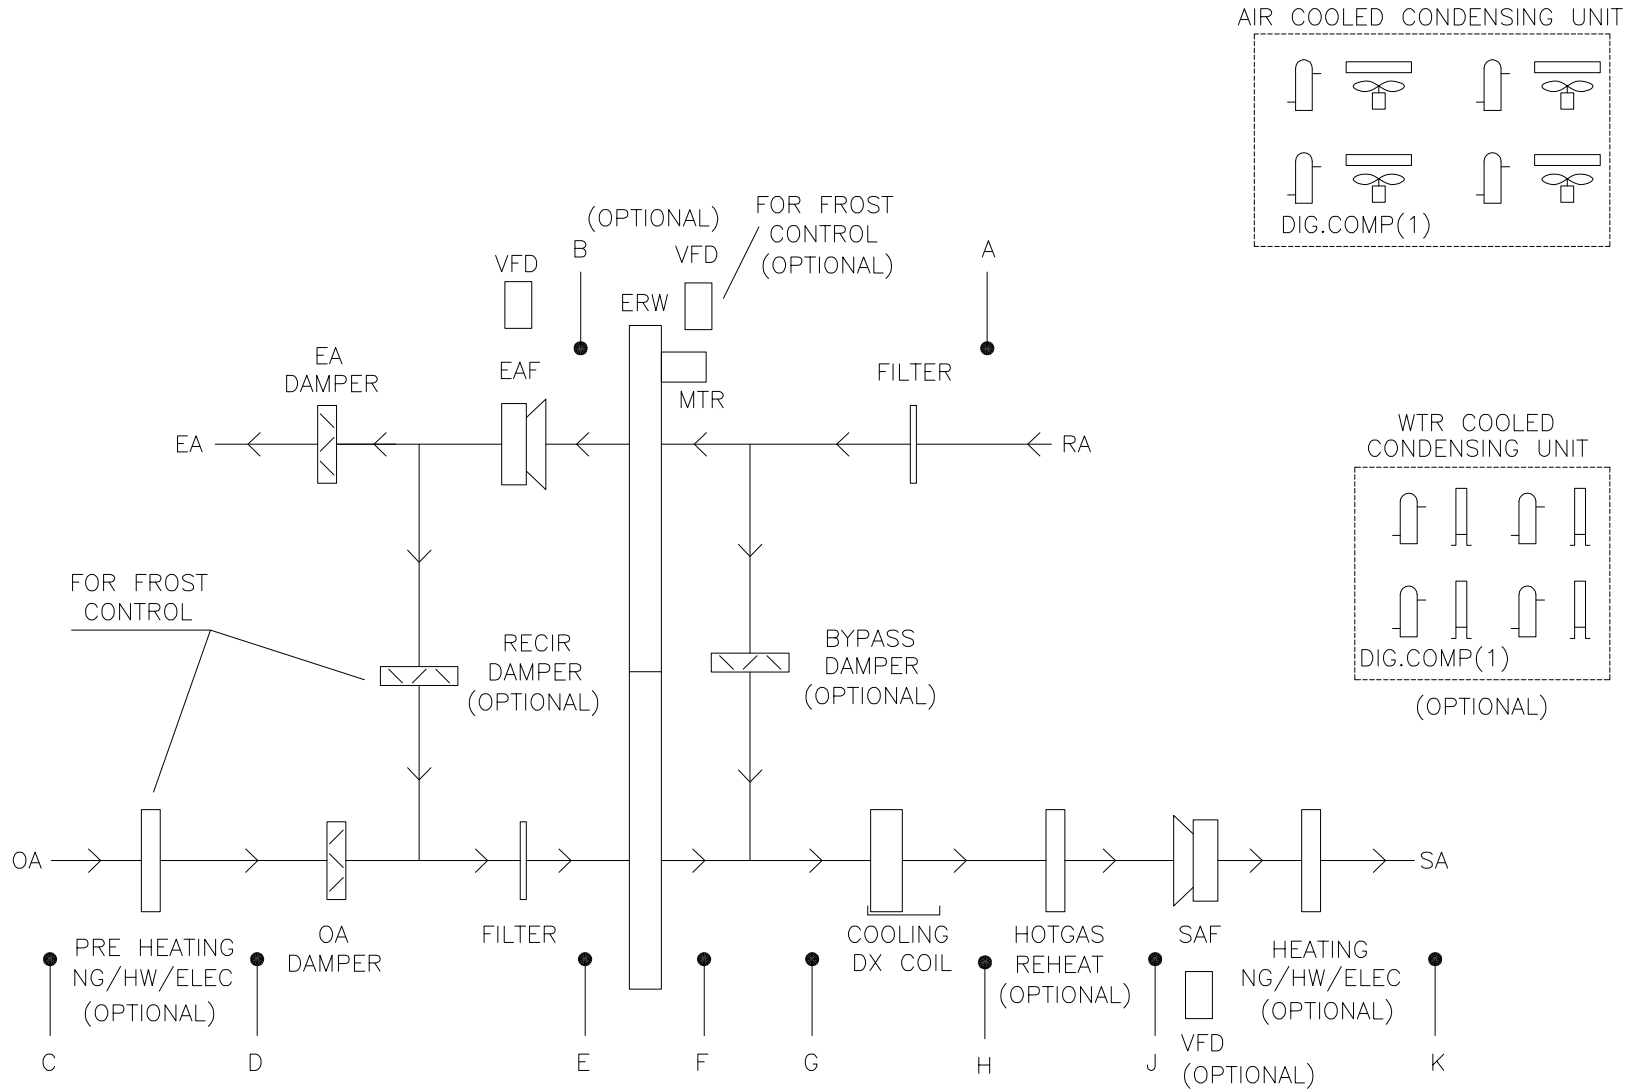 AIR COOLED CONDENSING UNIT
DIG.COMP(1)
FOR FROST
CONTROL
(OPTIONAL)
(OPTIONAL)
VFD
B
A
VFD
ERW
EA
DAMPER
EAF
MTR
FILTER
EA
RA
WTR COOLED
CONDENSING UNIT
DIG.COMP(1)
(OPTIONAL)
FOR FROST
CONTROL
RECIR
DAMPER
(OPTIONAL)
BYPASS
DAMPER
(OPTIONAL)
OA
SA
PRE HEATING
NG/HW/ELEC
(OPTIONAL)
OA
DAMPER
FILTER
COOLING
DX COIL
HOTGAS
REHEAT
(OPTIONAL)
SAF
HEATING
NG/HW/ELEC
(OPTIONAL)
VFD
(OPTIONAL)
C
D
E
F
G
H
J
K